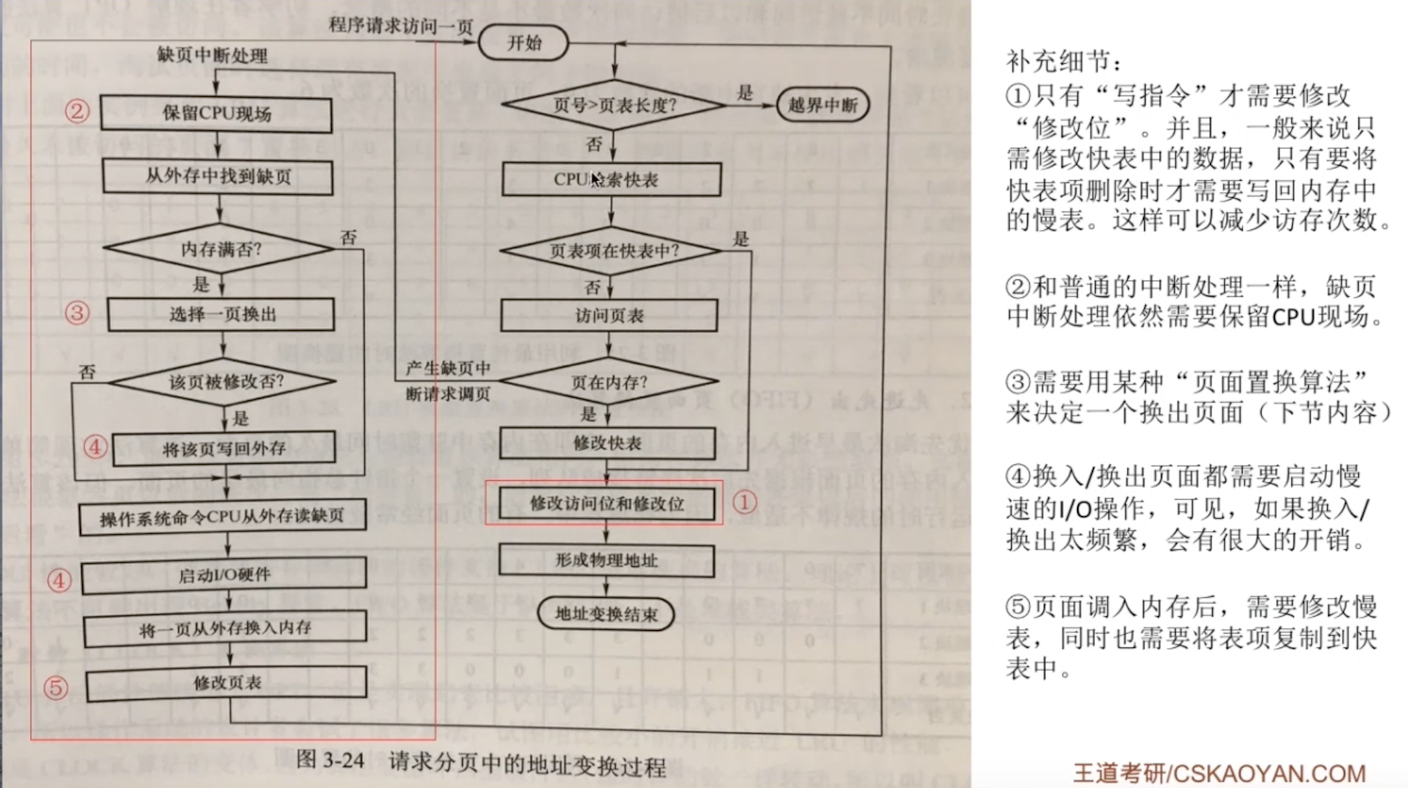 程序请求访问一页
开始
缺页中断处理
②
保留CPU现场
从外存中找到缺页
内存满否?
否
是
③
选择一页换出
该页被修改否?
否
是
④
将该页写回外存
操作系统命令CPU从外存读缺页
④
启动I/O硬件
将一页从外存换入内存
⑤
修改页表
页号>页表长度?
是
越界中断
否
CPU检索快表
页表项在快表中?
是
否
访问页表
产生缺页中
断请求调页
页在内存?
是
修改快表
修改访问位和修改位
①
形成物理地址
地址变换结束
图 3-24 请求分页中的地址变换过程
补充细节:
①只有“写指令”才需要修改
“修改位”。并且,一般来说只
需修改快表中的数据,只有要将
快表项删除时才需要写回内存中
的慢表。这样可以减少访存次数。
②和普通的中断处理一样,缺页
中断处理依然需要保留CPU现场。
③需要用某种“页面置换算法”
来决定一个换出页面(下节内容)
④换入/换出页面都需要启动慢
速的I/O操作,可见,如果换入/
换出太频繁,会有很大的开销。
⑤页面调入内存后,需要修改慢
表,同时也需要将表项复制到快
表中。
王道考研/CSKAOYAN.COM